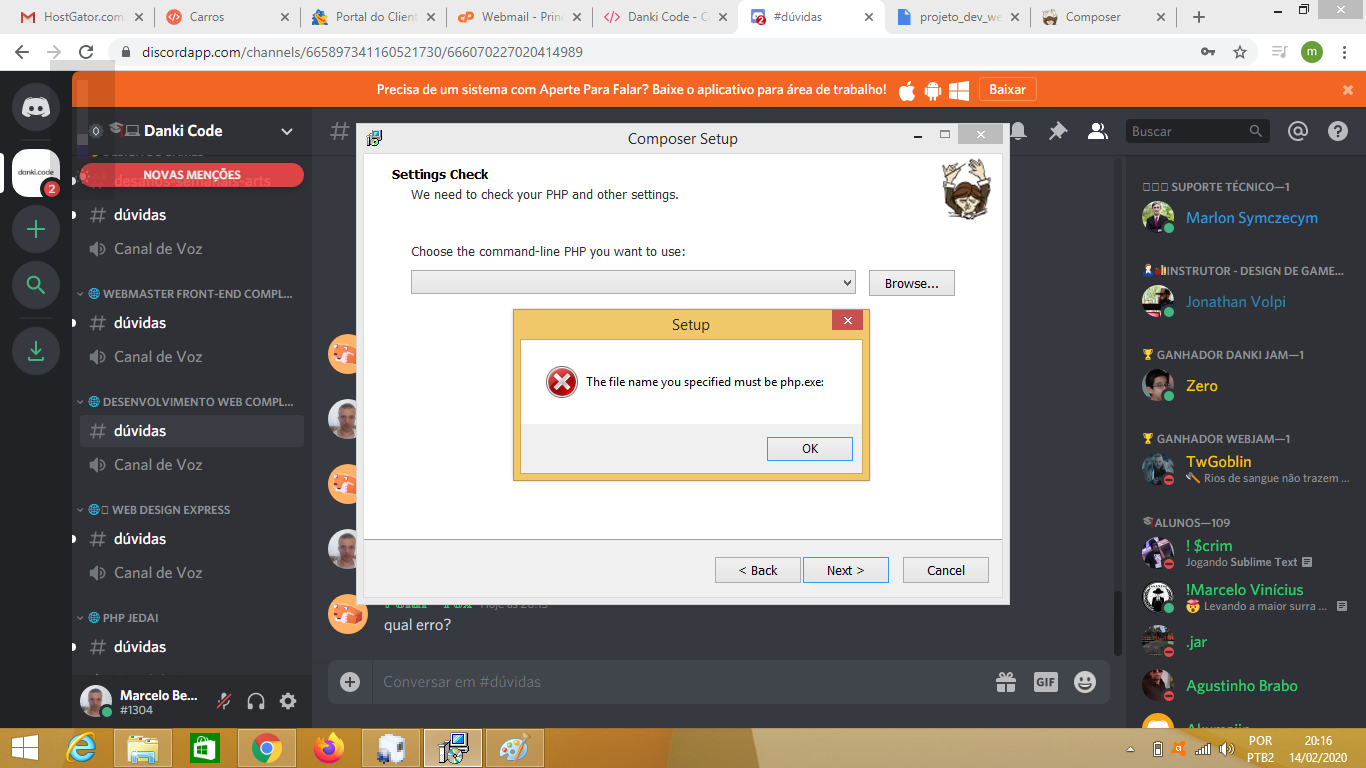 HostGator.com
Carros
Portal do Client
Webmail - Prin
Danki Code - C
#dúvidas
projeto_dev_we
Composer
discordapp.com/channels/665897341160521730/666070227020414989
m
Precisa de um sistema com Aperte Para Falar? Baixe o aplicativo para área de trabalho!
Baixar
Danki Code
danki.code
2
NOVAS MENÇÕES
desafios-semanais-arts
dúvidas
Canal de Voz
WEBMASTER FRONT-END COMPL...
dúvidas
Canal de Voz
DESENVOLVIMENTO WEB COMPL...
dúvidas
Canal de Voz
WEB DESIGN EXPRESS
dúvidas
Canal de Voz
PHP JEDAI
dúvidas
Marcelo Be...
#1304
Composer Setup
Settings Check
We need to check your PHP and other settings.
Choose the command-line PHP you want to use:
Browse...
Setup
The file name you specified must be php.exe:
OK
< Back
Next >
Cancel
qual erro?
Conversar em #dúvidas
GIF
Buscar
SUPORTE TÉCNICO—1
Marlon Symczecym
INSTRUTOR - DESIGN DE GAME...
Jonathan Volpi
GANHADOR DANKI JAM—1
Zero
GANHADOR WEBJAM—1
TwGoblin
Rios de sangue não trazem ...
ALUNOS—109
! $crim
Jogando Sublime Text
!Marcelo Vinícius
Levando a maior surra ...
.jar
Agustinho Brabo
POR
PTB2
20:16
14/02/2020